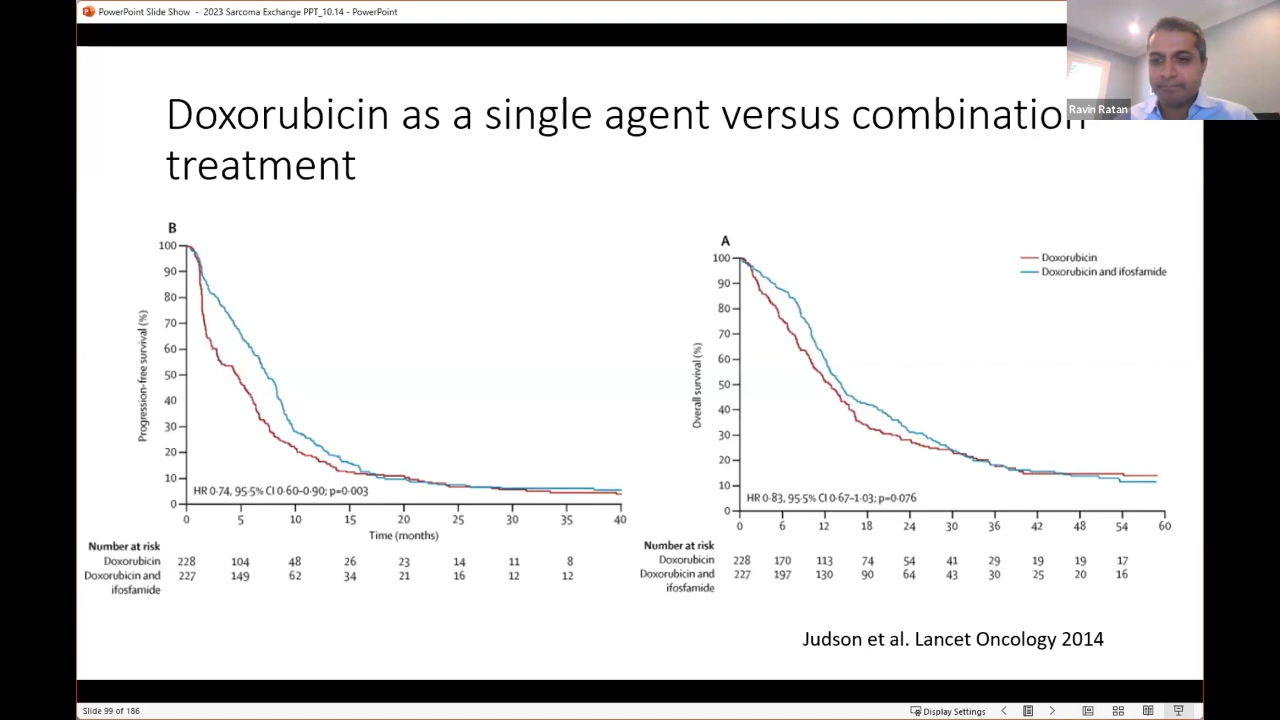 PowerPoint Slide Show - 2023 Sarcoma Exchange PPT_10.14 - PowerPoint
Ravin Ratan
Doxorubicin as a single agent versus combination
treatment
B
100
90
80
70
60
50
40
30
20
10
0
Progression-free survival (%)
HR 0·74, 95·5% CI 0·60–0·90; p=0·003
0 5 10 15 20 25 30 35 40
Time (months)
Number at risk
Doxorubicin 228 104 48 26 23 14 11 8
Doxorubicin and 227 149 62 34 21 16 12 12
ifosfamide
A
Doxorubicin
Doxorubicin and ifosfamide
100
90
80
70
60
50
40
30
20
10
0
Overall survival (%)
HR 0·83, 95·5% CI 0·67–1·03; p=0·076
0 6 12 18 24 30 36 42 48 54 60
Number at risk
Doxorubicin 228 170 113 74 54 41 29 19 19 17
Doxorubicin and 227 197 130 90 64 43 30 25 20 16
ifosfamide
Judson et al. Lancet Oncology 2014
Slide 99 of 186
Display Settings